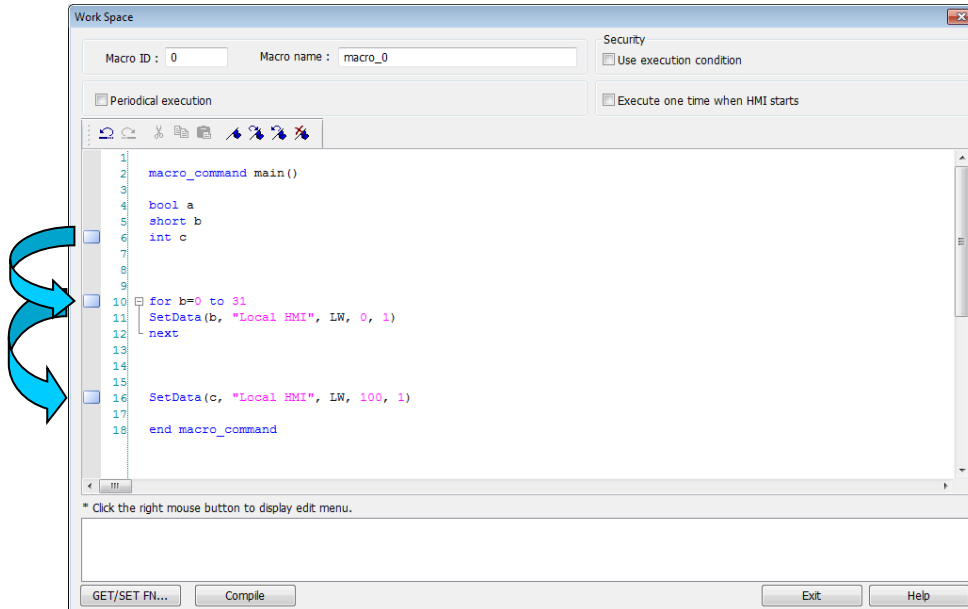 Work Space
Security
Macro ID : 0 Macro name : macro_0
Use execution condition
Periodical execution Execute one time when HMI starts
1
2 macro_command main()
3
4 bool a
5 short b
6 int c
7
8
9
10 for b=0 to 31
11 SetData(b, "Local HMI", LW, 0, 1)
12 next
13
14
15
16 SetData(c, "Local HMI", LW, 100, 1)
17
18 end macro_command
* Click the right mouse button to display edit menu.
GET/SET FN... Compile Exit Help